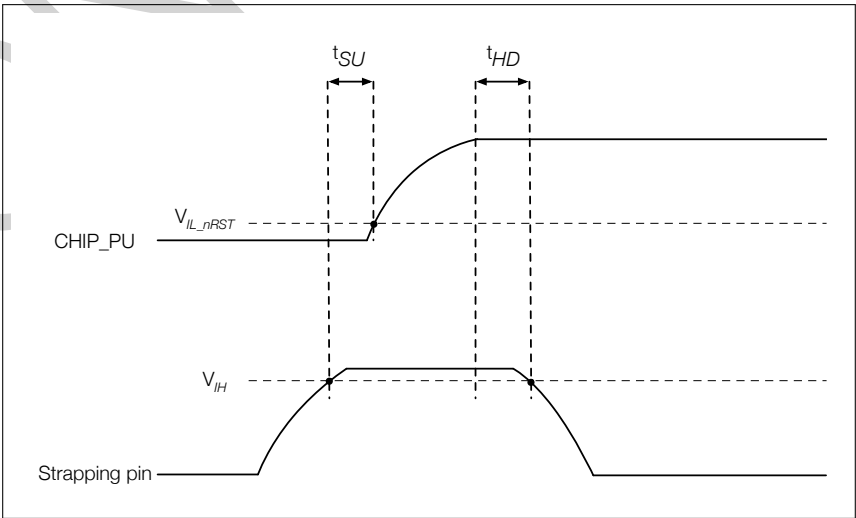 tSU
tHD
VIL_nRST
CHIP_PU
VIH
Strapping pin